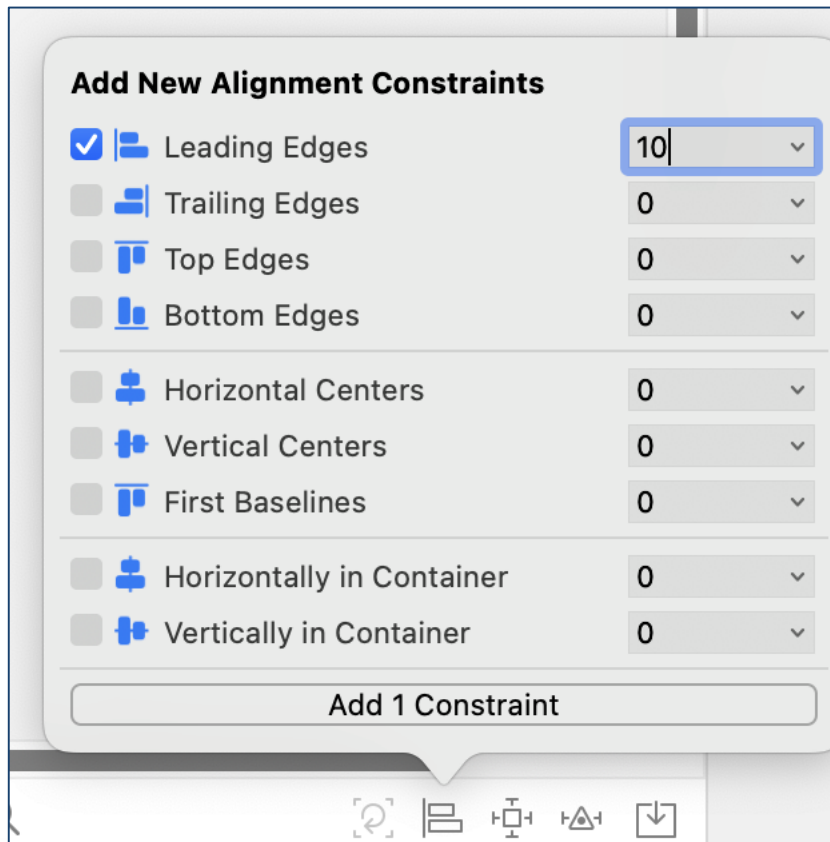 Add New Alignment Constraints
Leading Edges 10
Trailing Edges 0
Top Edges 0
Bottom Edges 0
Horizontal Centers 0
Vertical Centers 0
First Baselines 0
Horizontally in Container 0
Vertically in Container 0
Add 1 Constraint